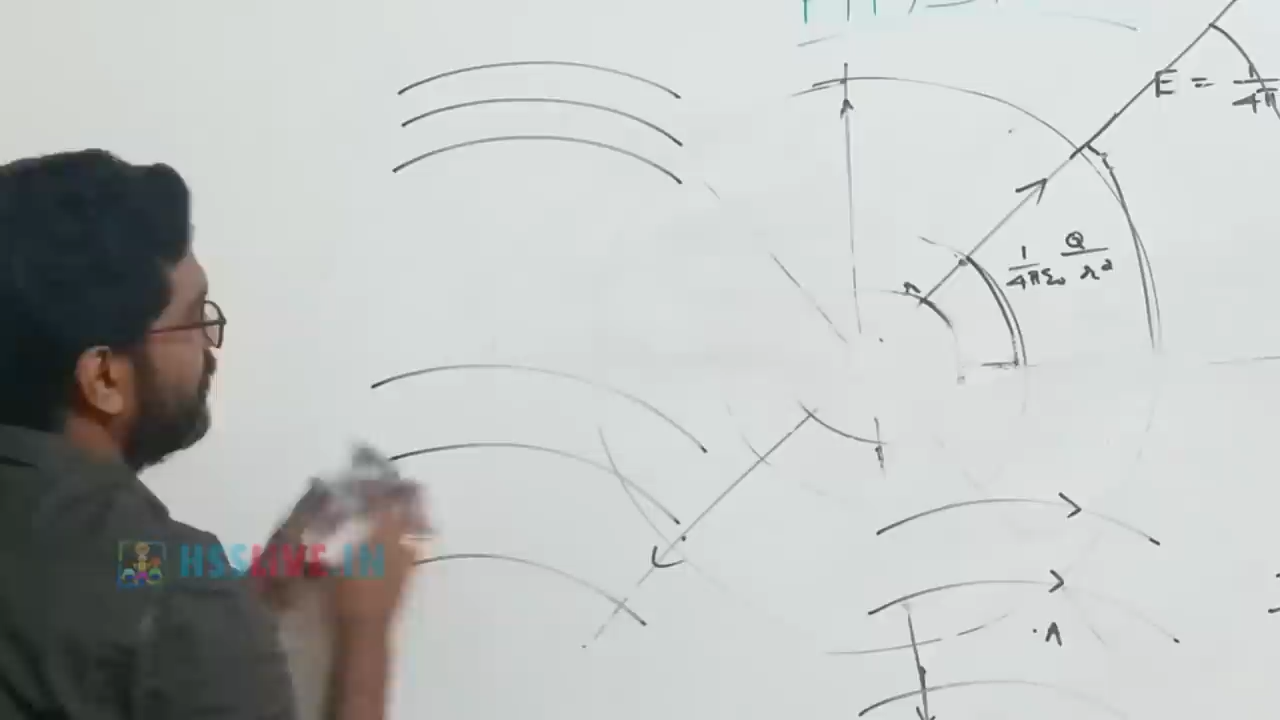 E = 1/4π
1/4πε₀ Q/r²
r
.A
HSSLIVE.IN